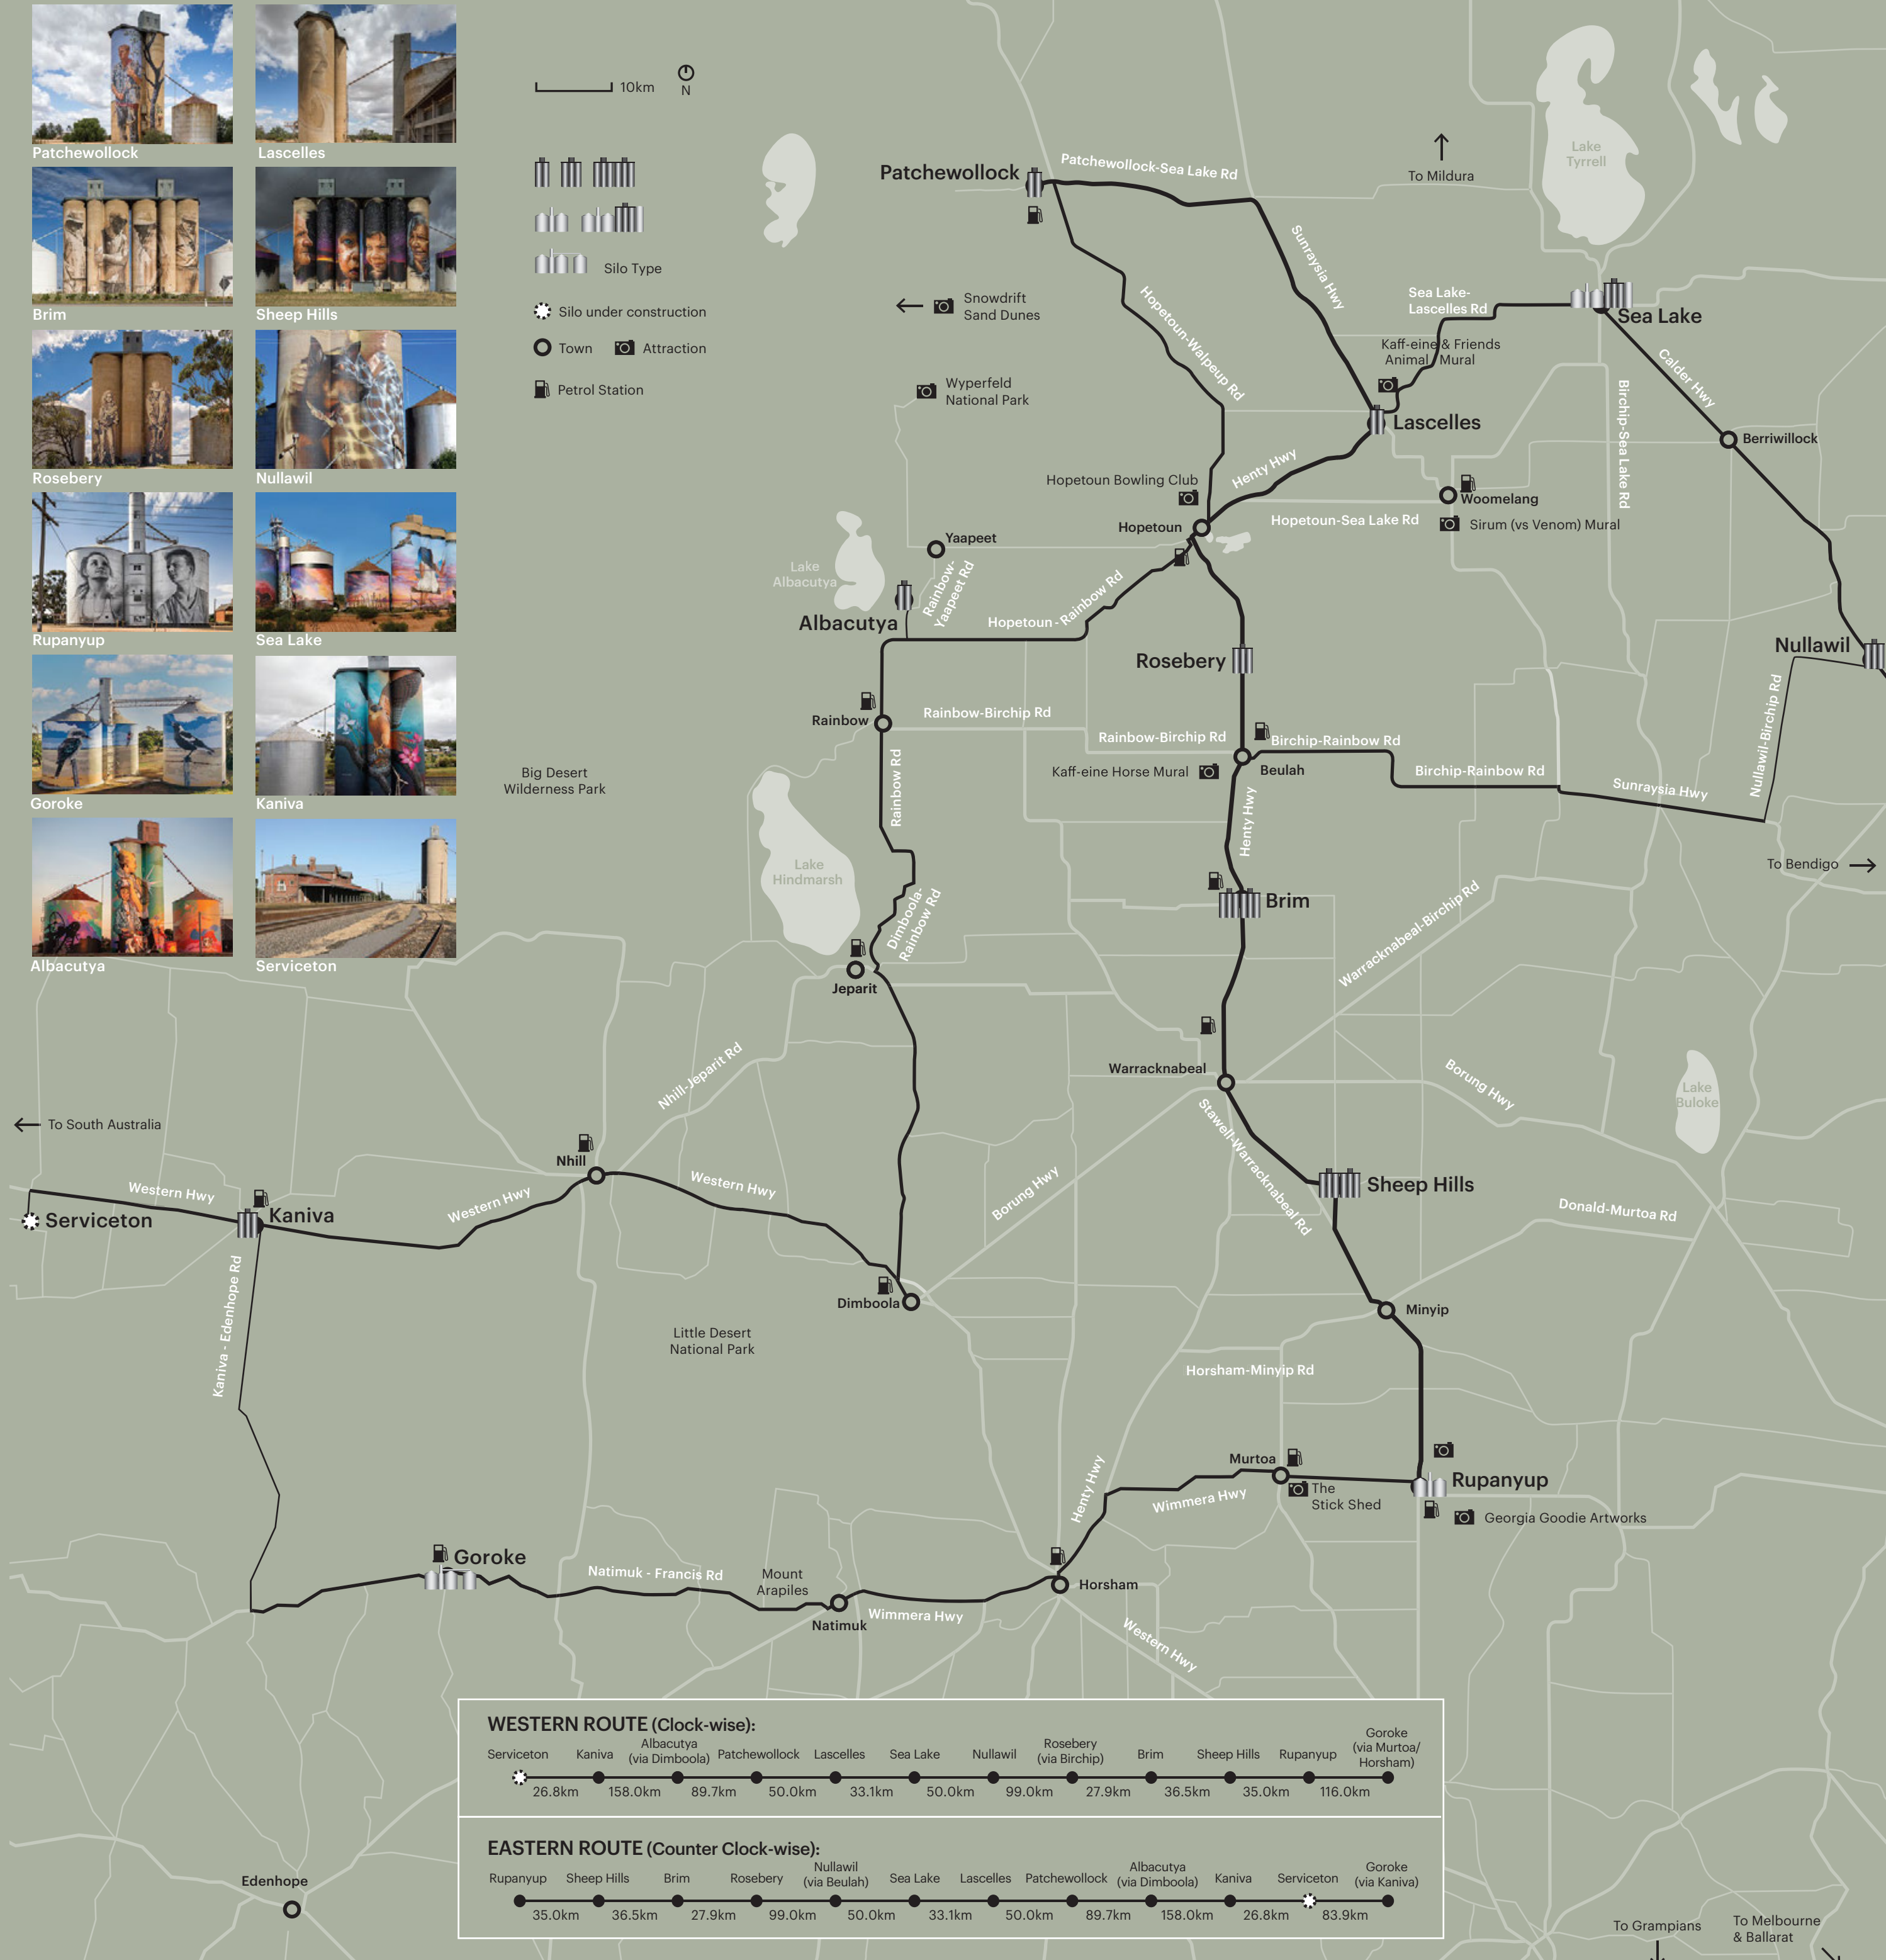 Patchewollock
Lascelles
Brim
Sheep Hills
Rosebery
Nullawil
Rupanyup
Sea Lake
Goroke
Kaniva
Albacutya
Serviceton
10km
N
Silo Type
Silo under construction
Town
Attraction
Petrol Station
Patchewollock
Patchewollock-Sea Lake Rd
To Mildura
Lake
Tyrrell
Sunraysia Hwy
Snowdrift
Sand Dunes
Hopetoun-Walpeup Rd
Sea Lake-
Lascelles Rd
Sea Lake
Kaff-eine & Friends
Animal Mural
Calder Hwy
Wyperfeld
National Park
Birchip-Sea Lake Rd
Lascelles
Berriwillock
Henty Hwy
Hopetoun Bowling Club
Woomelang
Hopetoun
Hopetoun-Sea Lake Rd
Sirum (vs Venom) Mural
Yaapeet
Lake
Albacutya
Rainbow-
Yaapeet Rd
Hopetoun - Rainbow Rd
Albacutya
Rosebery
Nullawil
Nullawil-Birchip Rd
Rainbow
Rainbow-Birchip Rd
Rainbow-Birchip Rd
Birchip-Rainbow Rd
Kaff-eine Horse Mural
Beulah
Birchip-Rainbow Rd
Sunraysia Hwy
Big Desert
Wilderness Park
Rainbow Rd
Henty Hwy
Lake
Hindmarsh
To Bendigo
Dimboola-
Rainbow Rd
Brim
Warracknabeal-Birchip Rd
Jeparit
Nhill-Jeparit Rd
Warracknabeal
Borung Hwy
Lake
Buloke
To South Australia
Stawell-Warracknabeal Rd
Nhill
Western Hwy
Western Hwy
Western Hwy
Borung Hwy
Sheep Hills
Donald-Murtoa Rd
Serviceton
Kaniva
Kaniva - Edenhope Rd
Dimboola
Minyip
Little Desert
National Park
Horsham-Minyip Rd
Henty Hwy
Murtoa
The
Stick Shed
Wimmera Hwy
Rupanyup
Georgia Goodie Artworks
Goroke
Natimuk - Francis Rd
Mount
Arapiles
Horsham
Natimuk
Wimmera Hwy
Western Hwy
WESTERN ROUTE (Clock-wise):
Serviceton Kaniva Albacutya (via Dimboola) Patchewollock Lascelles Sea Lake Nullawil Rosebery (via Birchip) Brim Sheep Hills Rupanyup Goroke (via Murtoa/ Horsham)
26.8km 158.0km 89.7km 50.0km 33.1km 50.0km 99.0km 27.9km 36.5km 35.0km 116.0km
EASTERN ROUTE (Counter Clock-wise):
Rupanyup Sheep Hills Brim Rosebery Nullawil (via Beulah) Sea Lake Lascelles Patchewollock Albacutya (via Dimboola) Kaniva Serviceton Goroke (via Kaniva)
35.0km 36.5km 27.9km 99.0km 50.0km 33.1km 50.0km 89.7km 158.0km 26.8km 83.9km
Edenhope
To Grampians
To Melbourne
& Ballarat